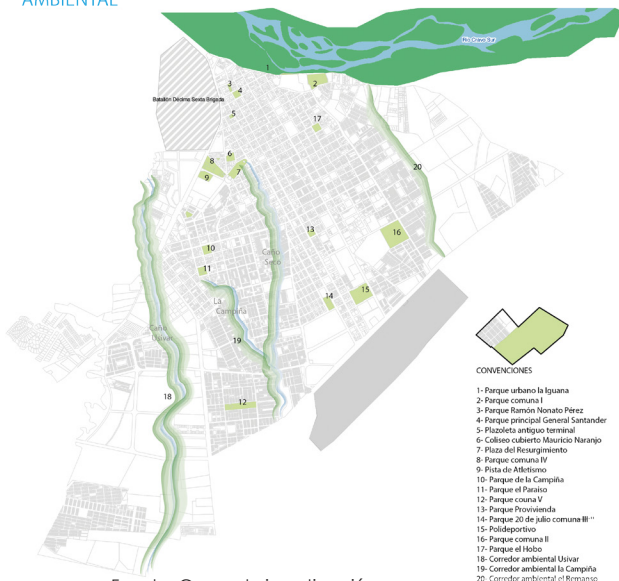 AMBIENTAL
Rio Cravo Sur
1
2
3
4
Batallón Décima Sexta Brigada
5
17
6
8
7
9
20
13
16
10
Caño
Seco
11
15
14
La
Campiña
Caño
Usivar
19
18
12
CONVENCIONES
1- Parque urbano la Iguana
2- Parque comuna I
3- Parque Ramón Nonato Pérez
4- Parque principal General Santander
5- Plazoleta antiguo terminal
6- Coliseo cubierto Mauricio Naranjo
7- Plaza del Resurgimiento
8- Parque comuna IV
9- Pista de Atletismo
10- Parque de la Campiña
11- Parque el Paraiso
12- Parque couna V
13- Parque Provivienda
14- Parque 20 de julio comuna III
15- Polideportivo
16- Parque comuna II
17- Parque el Hobo
18- Corredor ambiental Usivar
19- Corredor ambiental la Campiña
20- Corredor ambiental el Remanso